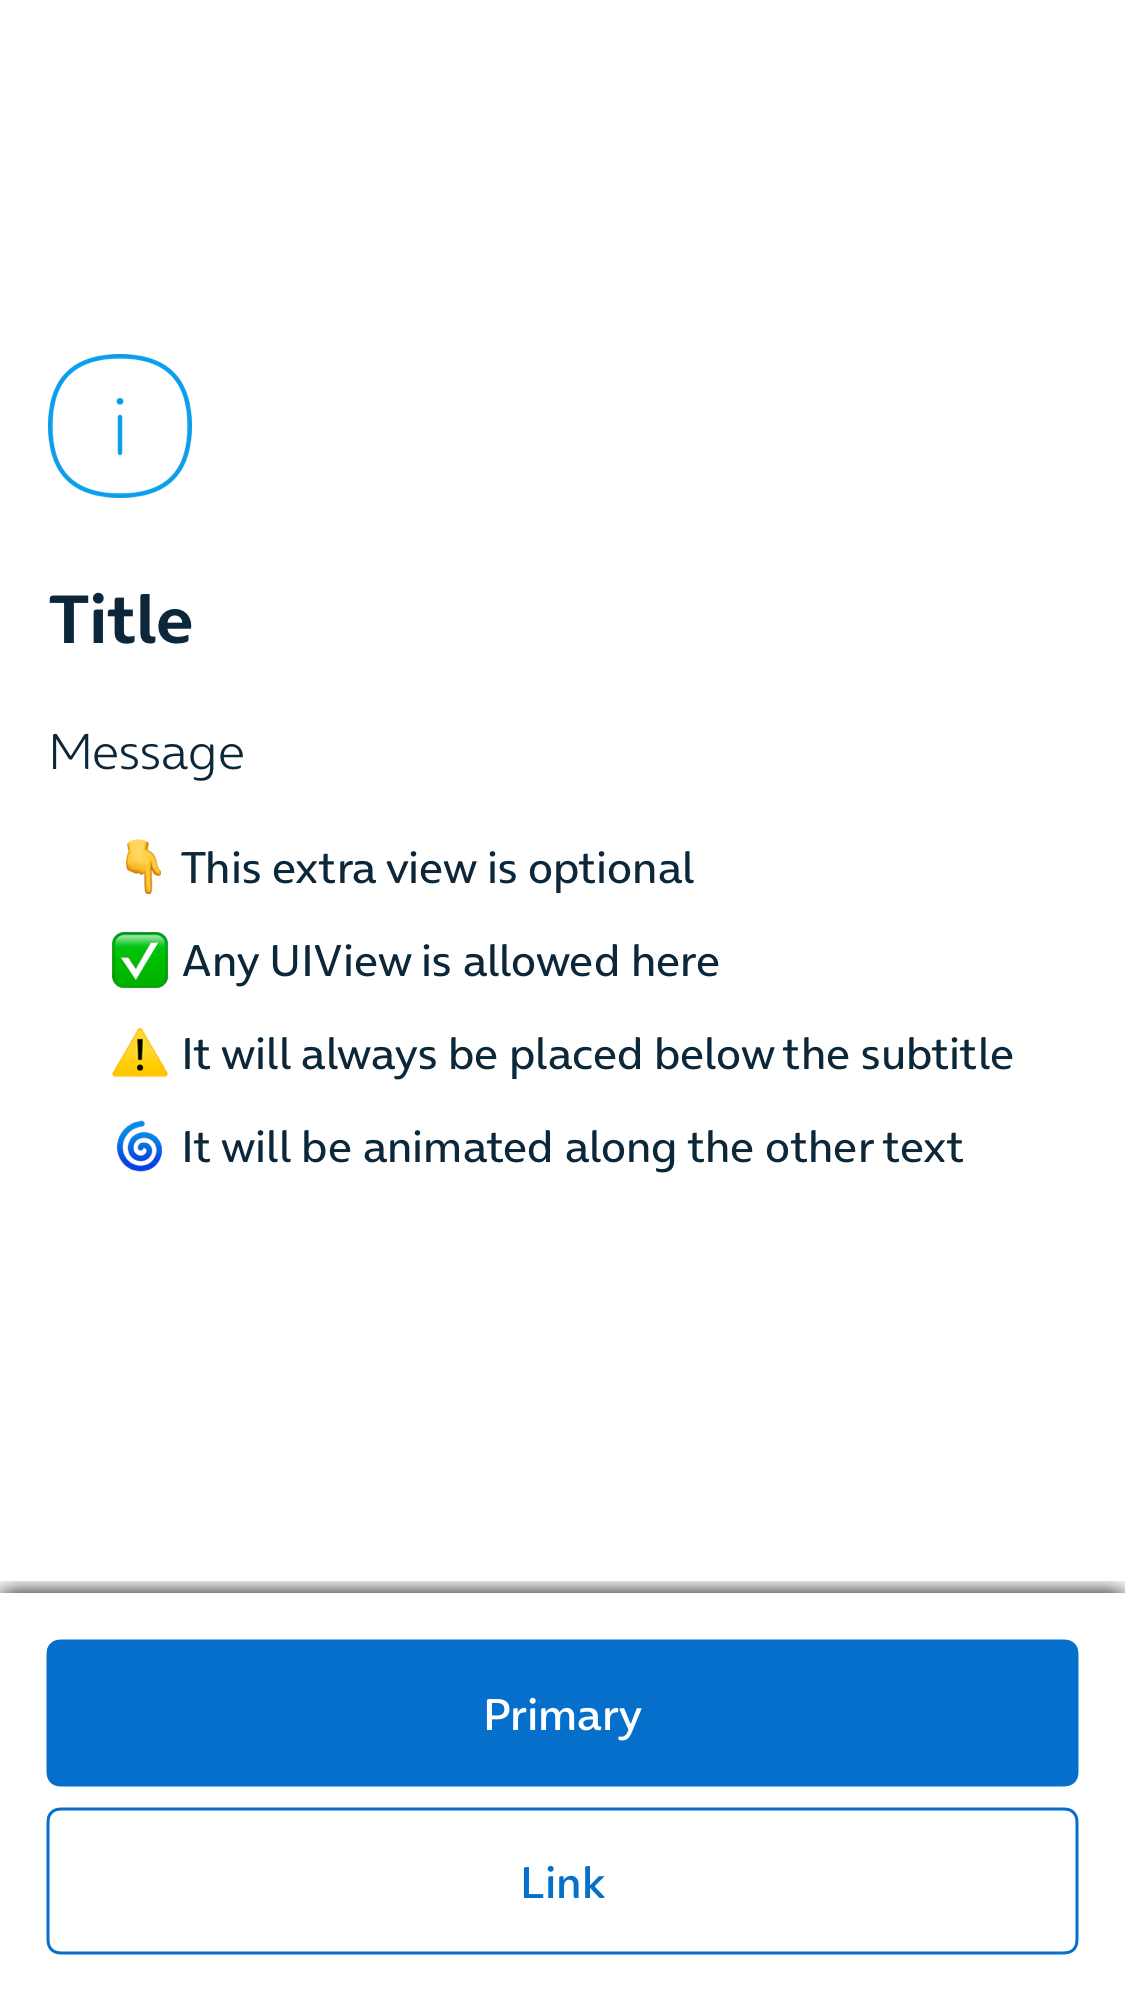 i
Title
Message
👇 This extra view is optional
✅ Any UIView is allowed here
⚠️ It will always be placed below the subtitle
🌀 It will be animated along the other text
Primary
Link